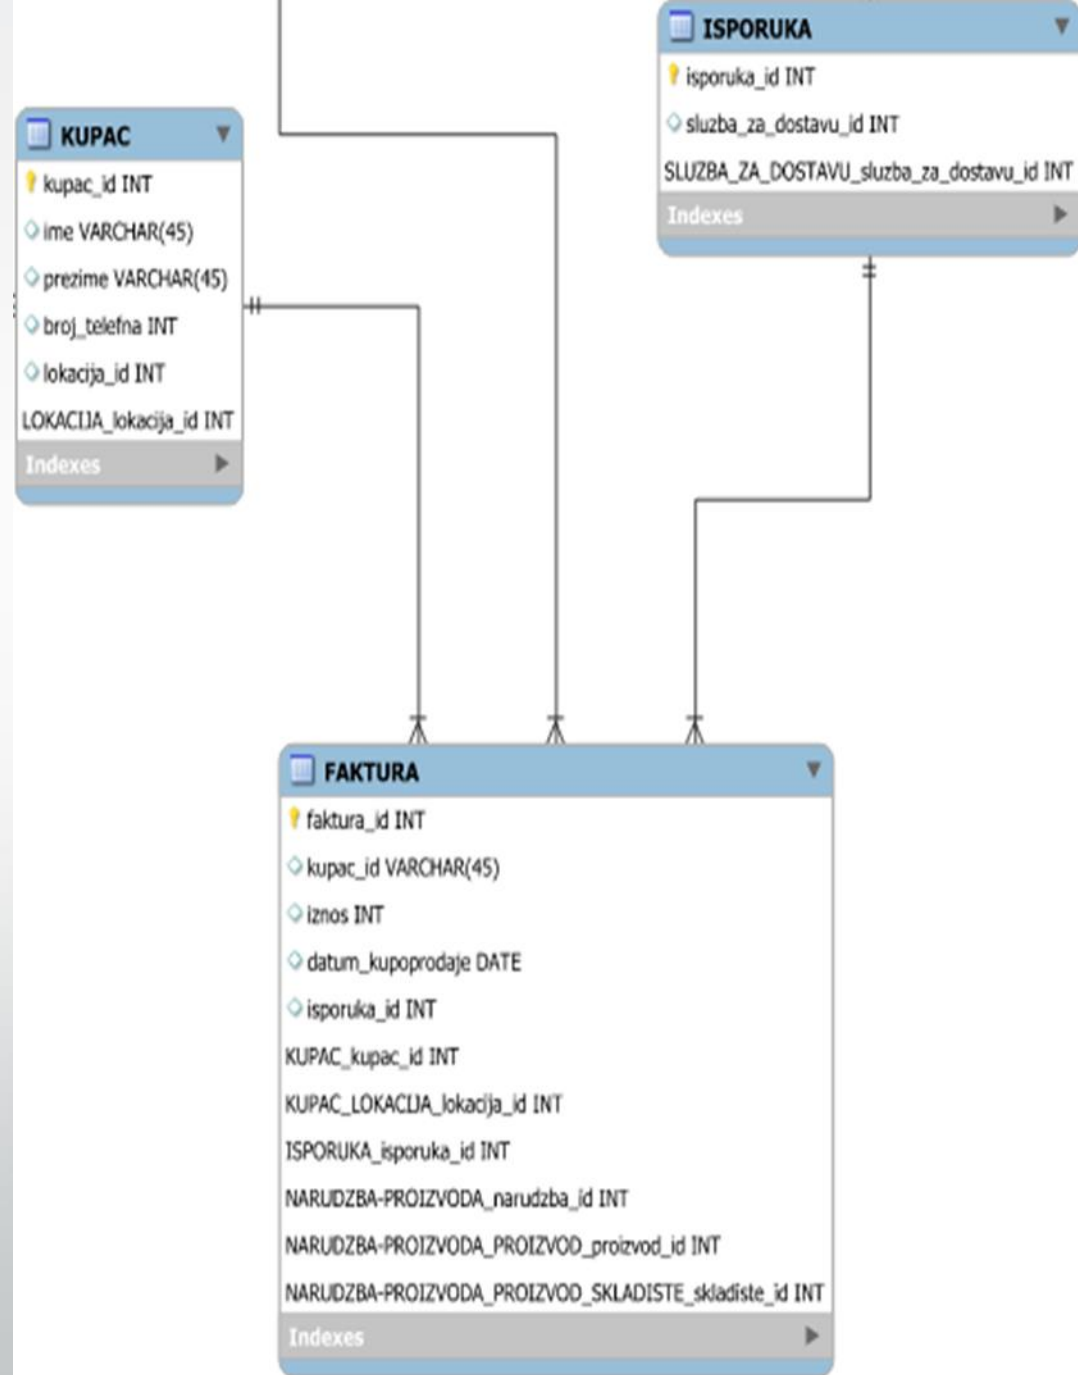 ISPORUKA
isporuka_id INT
sluzba_za_dostavu_id INT
SLUZBA_ZA_DOSTAVU_sluzba_za_dostavu_id INT
Indexes
KUPAC
kupac_id INT
ime VARCHAR(45)
prezime VARCHAR(45)
broj_telefna INT
lokacija_id INT
LOKACIJA_lokacija_id INT
Indexes
FAKTURA
faktura_id INT
kupac_id VARCHAR(45)
iznos INT
datum_kupoprodaje DATE
isporuka_id INT
KUPAC_kupac_id INT
KUPAC_LOKACIJA_lokacija_id INT
ISPORUKA_isporuka_id INT
NARUDZBA-PROIZVODA_narudzba_id INT
NARUDZBA-PROIZVODA_PROIZVOD_proizvod_id INT
NARUDZBA-PROIZVODA_PROIZVOD_SKLADISTE_skladiste_id INT
Indexes